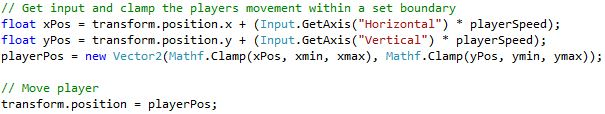 // Get input and clamp the players movement within a set boundary
float xPos = transform.position.x + (Input.GetAxis("Horizontal") * playerSpeed);
float yPos = transform.position.y + (Input.GetAxis("Vertical") * playerSpeed);
playerPos = new Vector2(Mathf.Clamp(xPos, xmin, xmax), Mathf.Clamp(yPos, ymin, ymax));
// Move player
transform.position = playerPos;